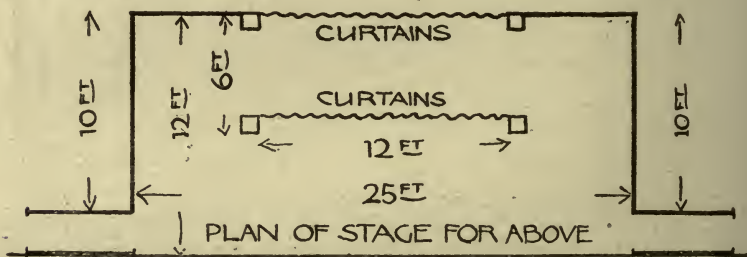 CURTAINS
10 FT
12 FT
6 FT
CURTAINS
10 FT
12 FT
25 FT
PLAN OF STAGE FOR ABOVE